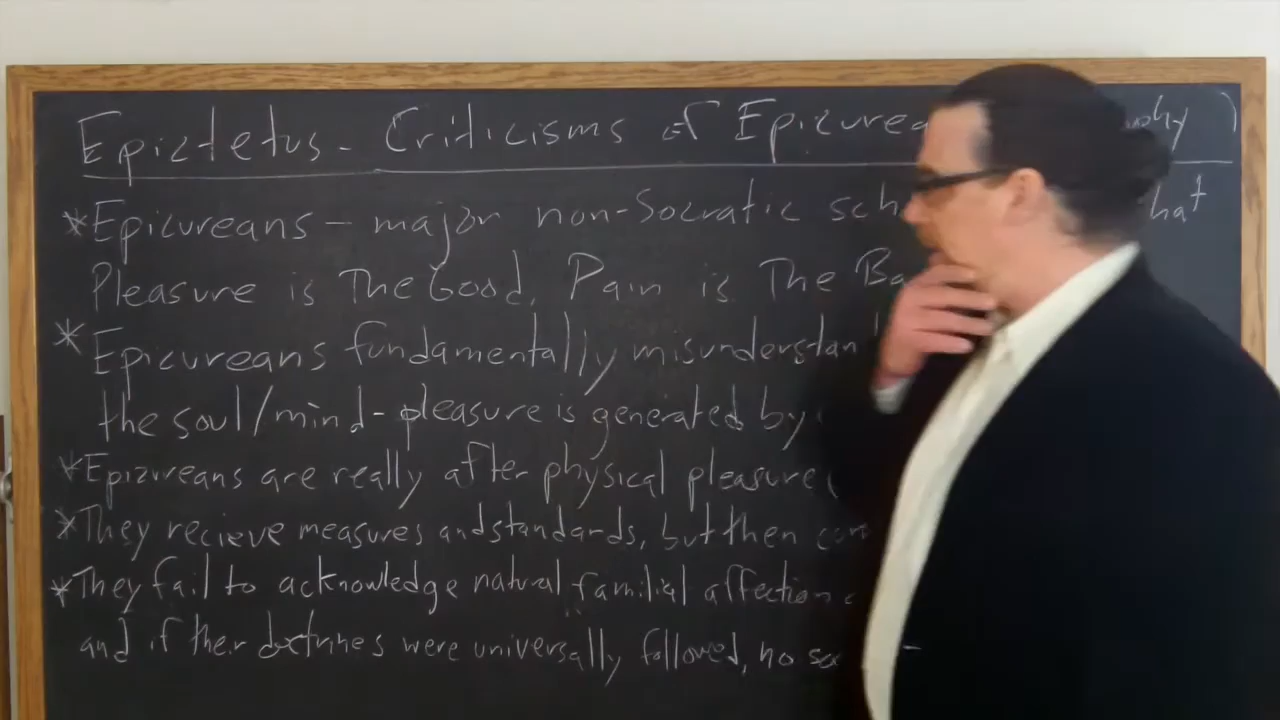 Epictetus - Criticisms of Epicurea
*Epicureans - major non-Socratic sch hat
Pleasure is The Good, Pain is The Ba
*Epicureans fundamentally misunderstan
the soul/mind - pleasure is generated by
*Epicureans are really after physical pleasure
*They recieve measures and standards, but then con
*They fail to acknowledge natural familial affection
and if their doctrines were universally followed, no so